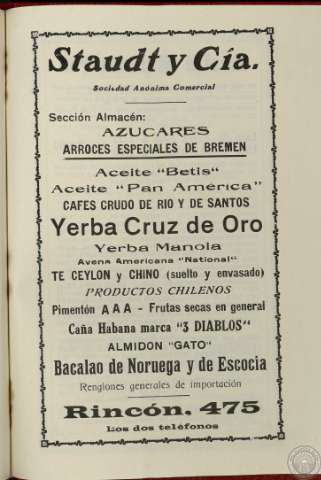 Staudt y Cía.
Sociedad Anónima Comercial
Sección Almacén:
AZUCARES
ARROCES ESPECIALES DE BREMEN
Aceite "Betis"
Aceite "Pan América"
CAFES CRUDO DE RIO Y DE SANTOS
Yerba Cruz de Oro
Yerba Manola
Avena Americana "National"
TE CEYLON y CHINO (suelto y envasado)
PRODUCTOS CHILENOS
Pimentón AAA - Frutas secas en general
Caña Habana marca "3 DIABLOS"
ALMIDON "GATO"
Bacalao de Noruega y de Escocia
Renglones generales de importación
Rincón. 475
Los dos teléfonos